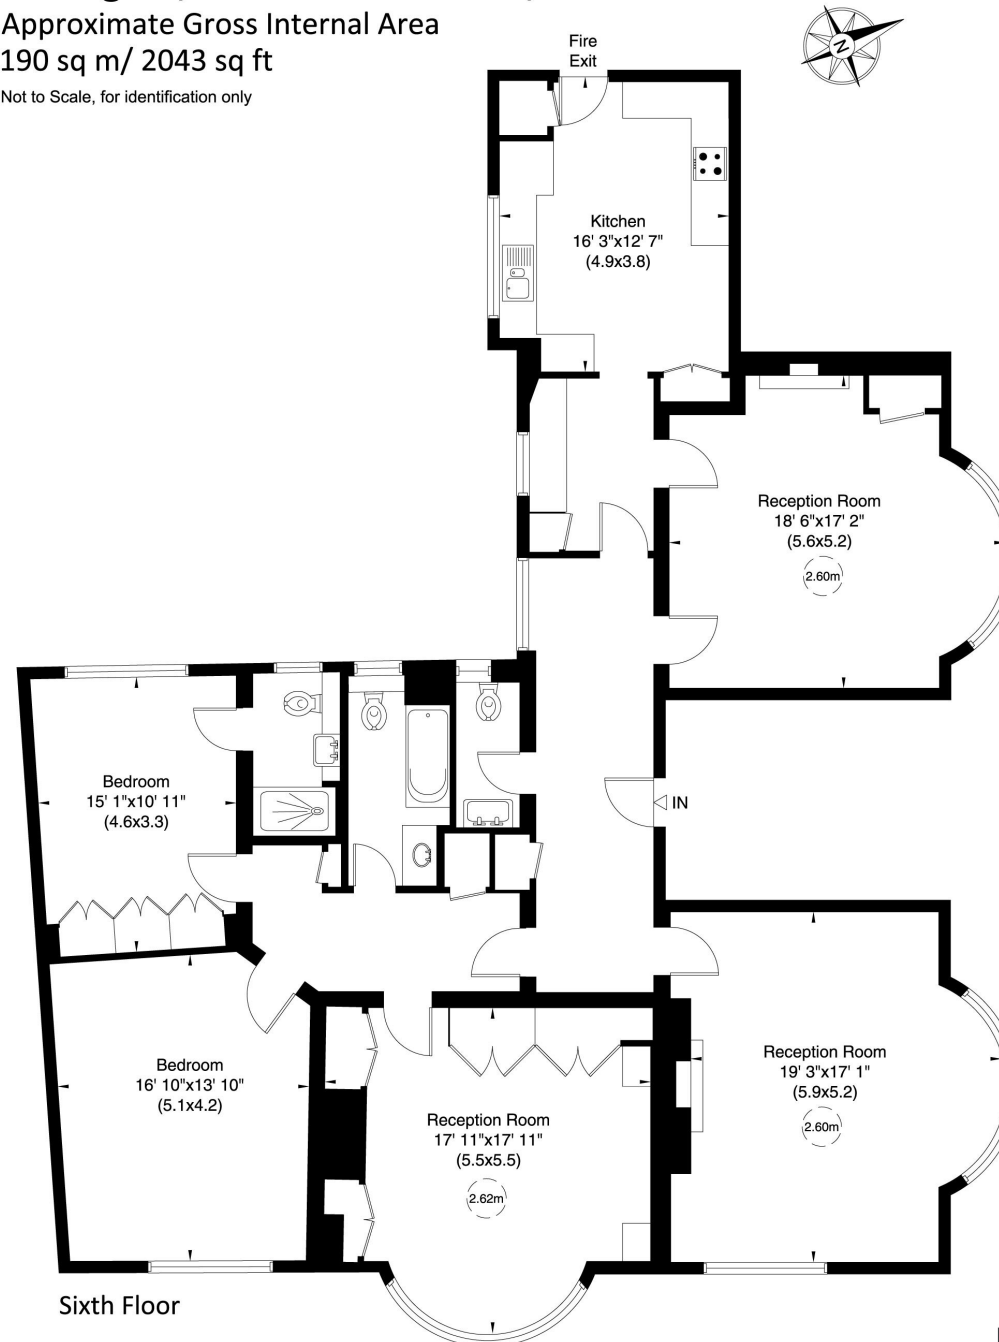 Approximate Gross Internal Area
190 sq m/ 2043 sq ft
Not to Scale, for identification only
Fire
Exit
N
Kitchen
16' 3"x12' 7"
(4.9x3.8)
Reception Room
18' 6"x17' 2"
(5.6x5.2)
2.60m
Bedroom
15' 1"x10' 11"
(4.6x3.3)
IN
Bedroom
16' 10"x13' 10"
(5.1x4.2)
Reception Room
17' 11"x17' 11"
(5.5x5.5)
2.62m
Reception Room
19' 3"x17' 1"
(5.9x5.2)
2.60m
Sixth Floor